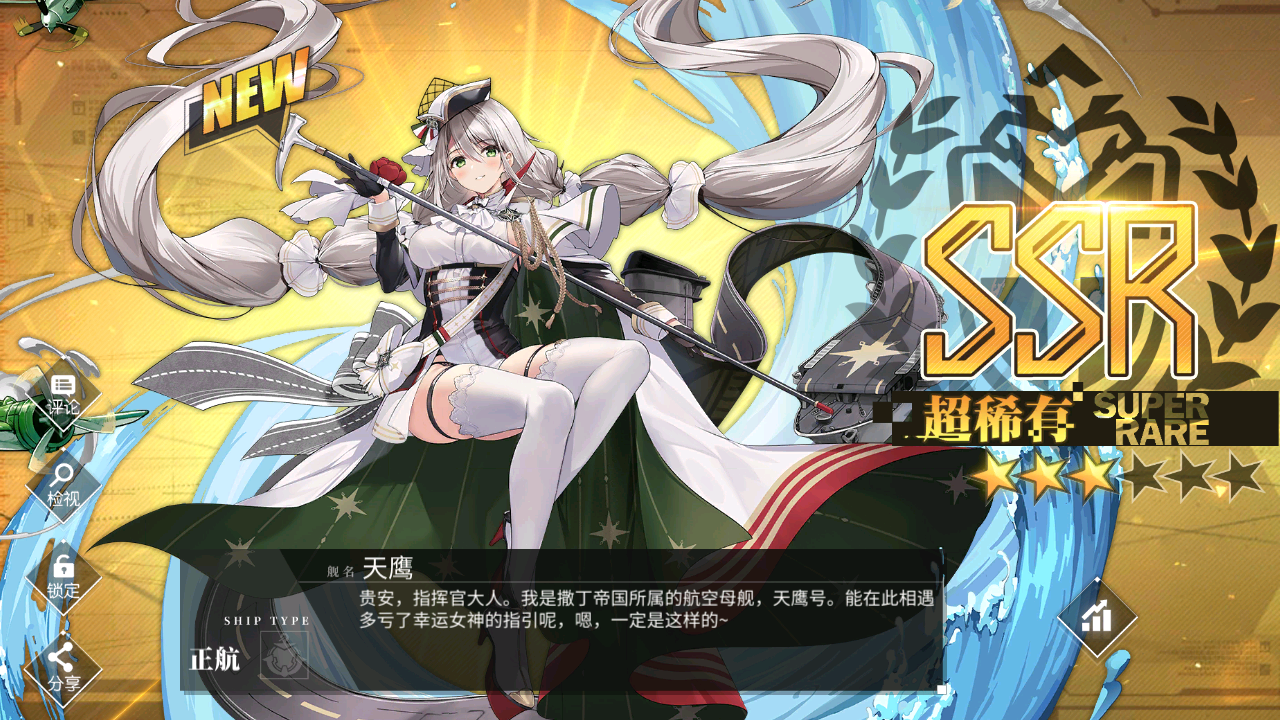 NEW
SSR
超稀有
SUPER
RARE
评论
检视
锁定
分享
舰名 天鹰
贵安，指挥官大人。我是撒丁帝国所属的航空母舰，天鹰号。能在此相遇
多亏了幸运女神的指引呢，嗯，一定是这样的~
SHIP TYPE
正航